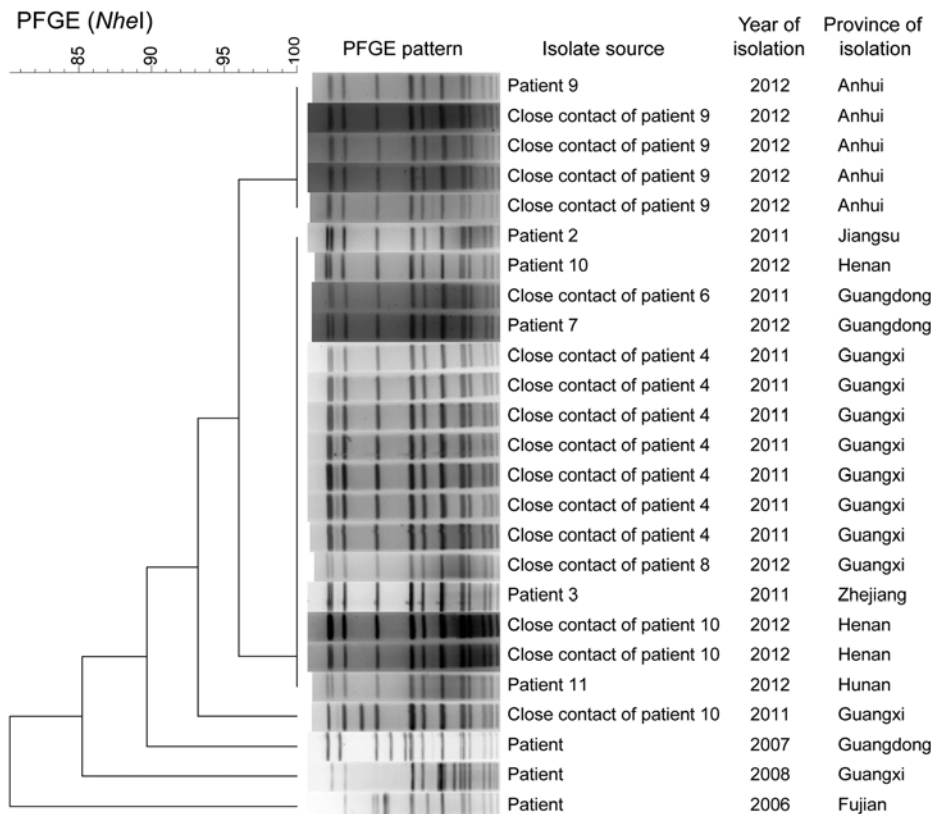 PFGE (NheI)
85
90
95
100
PFGE pattern
Isolate source
Year of isolation
Province of isolation
Patient 9 2012 Anhui
Close contact of patient 9 2012 Anhui
Close contact of patient 9 2012 Anhui
Close contact of patient 9 2012 Anhui
Close contact of patient 9 2012 Anhui
Patient 2 2011 Jiangsu
Patient 10 2012 Henan
Close contact of patient 6 2011 Guangdong
Patient 7 2012 Guangdong
Close contact of patient 4 2011 Guangxi
Close contact of patient 4 2011 Guangxi
Close contact of patient 4 2011 Guangxi
Close contact of patient 4 2011 Guangxi
Close contact of patient 4 2011 Guangxi
Close contact of patient 4 2011 Guangxi
Close contact of patient 4 2011 Guangxi
Close contact of patient 8 2012 Guangxi
Patient 3 2011 Zhejiang
Close contact of patient 10 2012 Henan
Close contact of patient 10 2012 Henan
Patient 11 2012 Hunan
Close contact of patient 10 2011 Guangxi
Patient 2007 Guangdong
Patient 2008 Guangxi
Patient 2006 Fujian